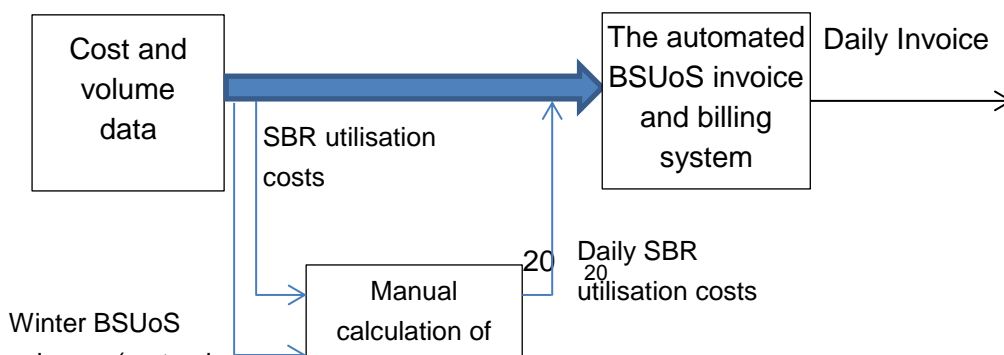 Cost and
volume
data
The automated
BSUoS invoice
and billing
system
Daily Invoice
SBR utilisation
costs
20
20
Daily SBR
utilisation costs
Manual
calculation of
Winter BSUoS